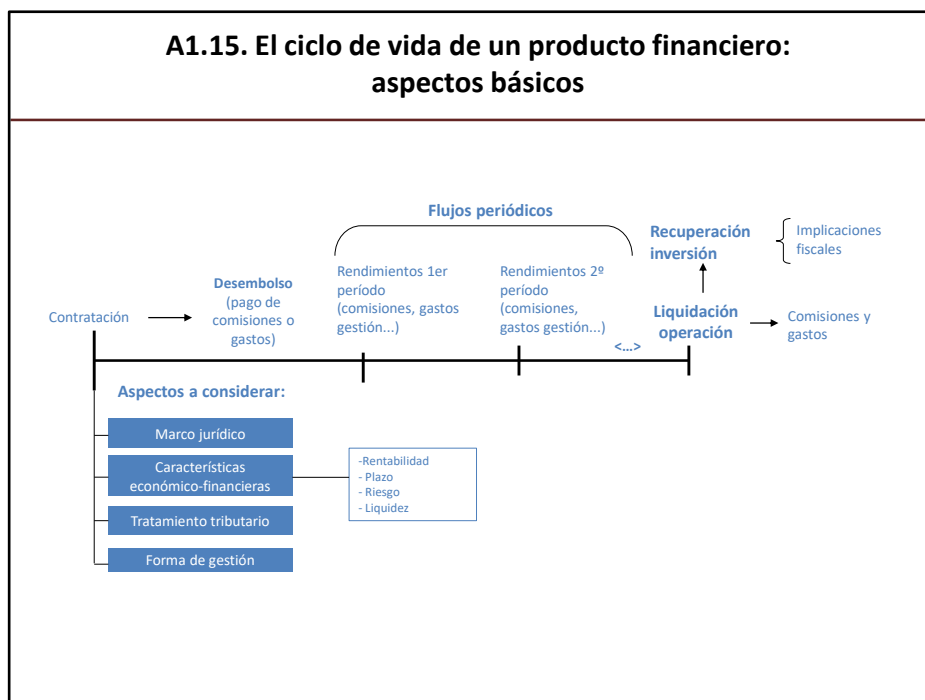 A1.15. El ciclo de vida de un producto financiero:
aspectos básicos
Flujos periódicos
Contratación
Desembolso
(pago de
comisiones o
gastos)
Rendimientos 1er
período
(comisiones, gastos
gestión...)
Rendimientos 2º
período
(comisiones,
gastos gestión...)
<...>
Recuperación
inversión
Implicaciones
fiscales
Liquidación
operación
Comisiones y
gastos
Aspectos a considerar:
Marco jurídico
Características
económico-financieras
-Rentabilidad
- Plazo
- Riesgo
- Liquidez
Tratamiento tributario
Forma de gestión